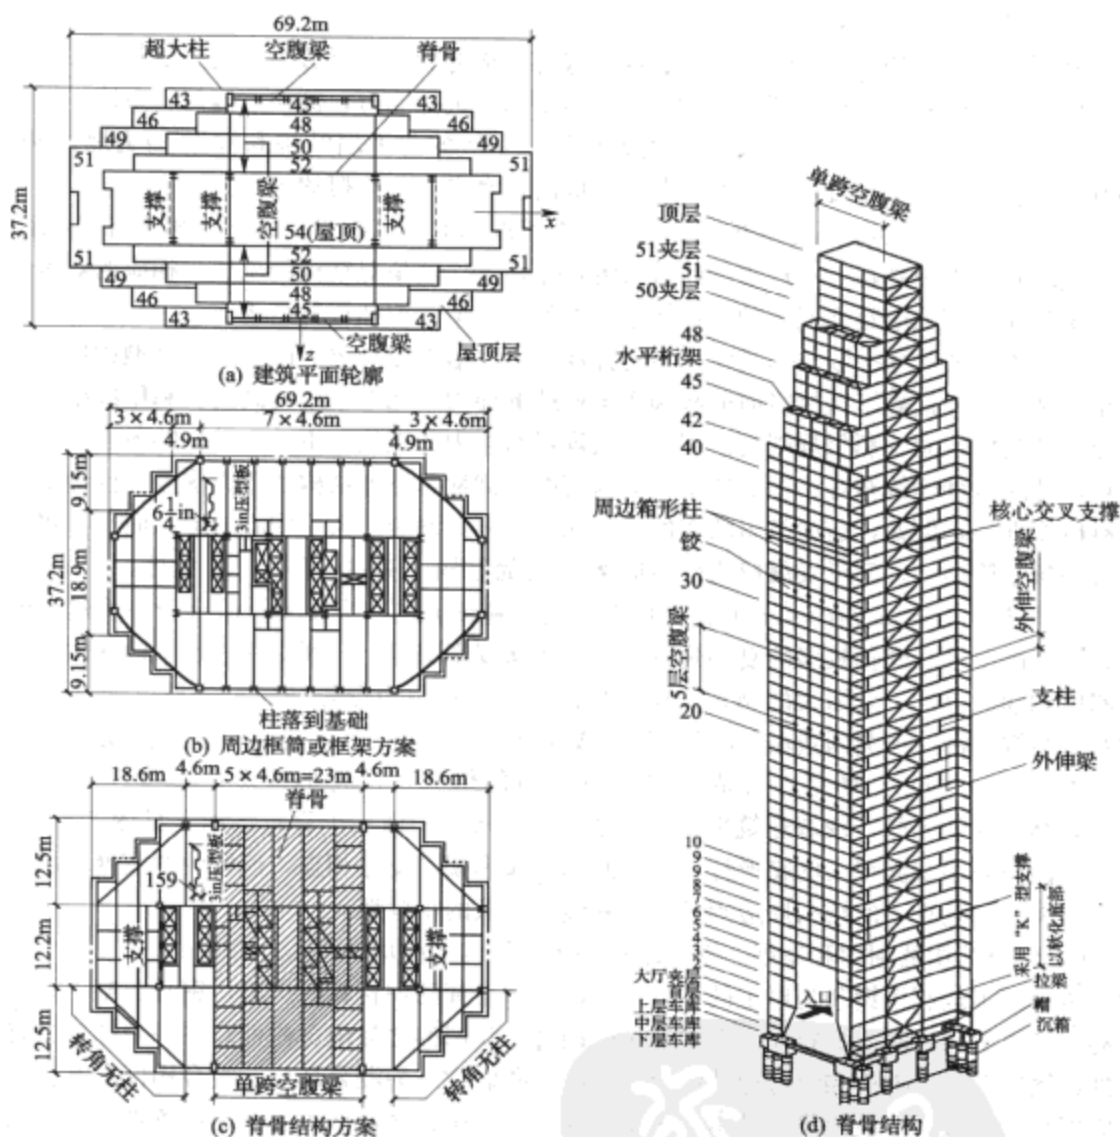 69.2m
超大柱 空腹梁 脊骨
37.2m
43 45 43
46 48 46
49 50 49
51 52 51
支撑 支撑 空腹梁 支撑
x
54(屋顶)
51 52 51
49 50 49
46 48 46
43 45 43
空腹梁 屋顶层
z
(a) 建筑平面轮廓
69.2m
3×4.6m 7×4.6m 3×4.6m
4.9m 4.9m
37.2m
9.15m
18.9m
9.15m
6 1/4 in
3in压型板
柱落到基础
(b) 周边框筒或框架方案
18.6m 4.6m 5×4.6m=23m 4.6m 18.6m
脊骨
12.5m
12.2m
12.5m
159
3in压型板
支撑 支撑
转角无柱 单跨空腹梁 转角无柱
(c) 脊骨结构方案
单跨空腹梁
顶层
51夹层
51
50夹层
48
水平桁架
45
42
40
周边箱形柱
铰
30
5层空腹梁
20
10
9
9
8
7
6
5
4
3
2
大厅夹层
首层
上层车库
中层车库
下层车库
入口
核心交叉支撑
外伸空腹梁
支柱
外伸梁
采用“K”型支撑
以软化底部
拉梁
帽
沉箱
(d) 脊骨结构